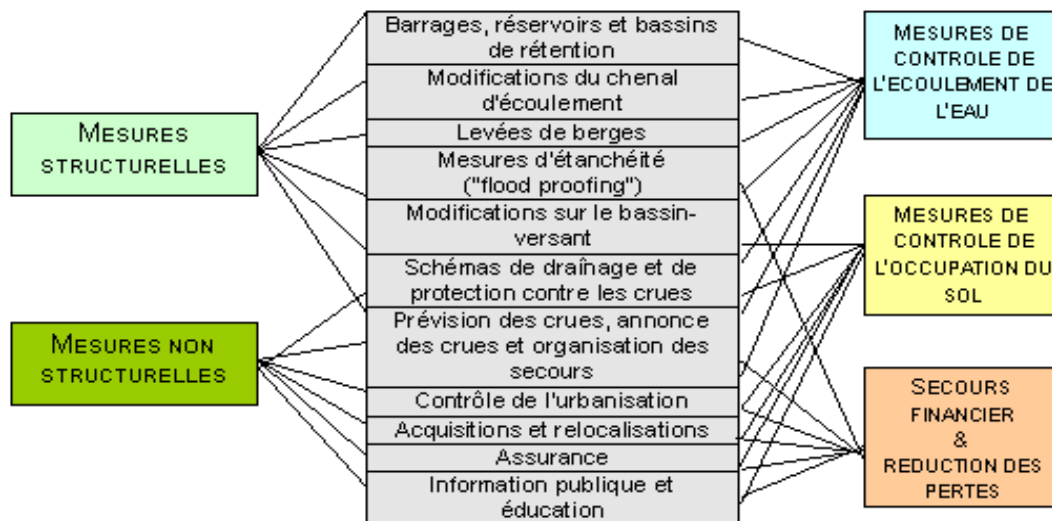 MESURES
STRUCTURELLES
MESURES NON
STRUCTURELLES
Barrages, réservoirs et bassins
de rétention
Modifications du chenal
d'écoulement
Levées de berges
Mesures d'étanchéité
("flood proofing")
Modifications sur le bassin-
versant
Schémas de draînage et de
protection contre les crues
Prévision des crues, annonce
des crues et organisation des
secours
Contrôle de l'urbanisation
Acquisitions et relocalisations
Assurance
Information publique et
éducation
MESURES DE
CONTROLE DE
L'ECOULEMENT DE
L'EAU
MESURES DE
CONTROLE DE
L'OCCUPATION DU
SOL
SECOURS
FINANCIER
&
REDUCTION DES
PERTES